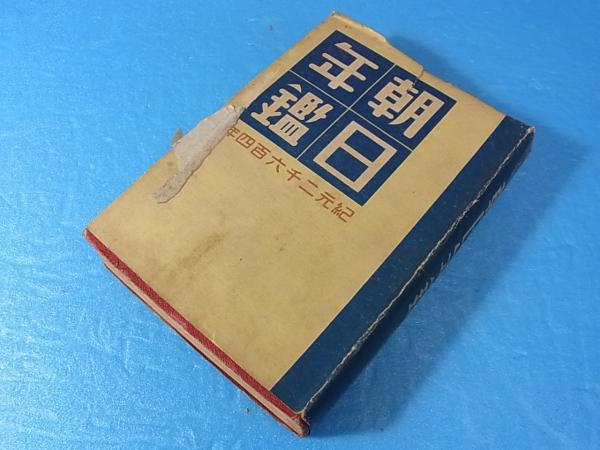 朝日
年鑑
紀元二千六百四年